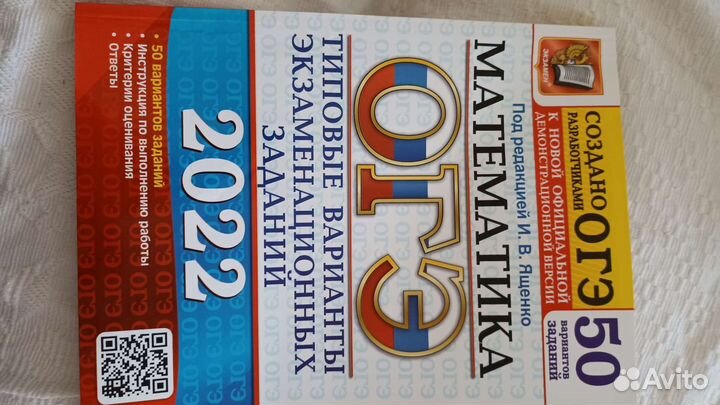 ЭКЗАМЕН
СОЗДАНО
РАЗРАБОТЧИКАМИ
ОГЭ
К НОВОЙ ОФИЦИАЛЬНОЙ
ДЕМОНСТРАЦИОННОЙ ВЕРСИИ
50
вариантов
заданий
Под редакцией И. В. Ященко
МАТЕМАТИКА
ОГЭ
ТИПОВЫЕ ВАРИАНТЫ
ЭКЗАМЕНАЦИОННЫХ
ЗАДАНИЙ
2022
• 50 вариантов заданий
• Инструкция по выполнению работы
• Критерии оценивания
• Ответы
Avito